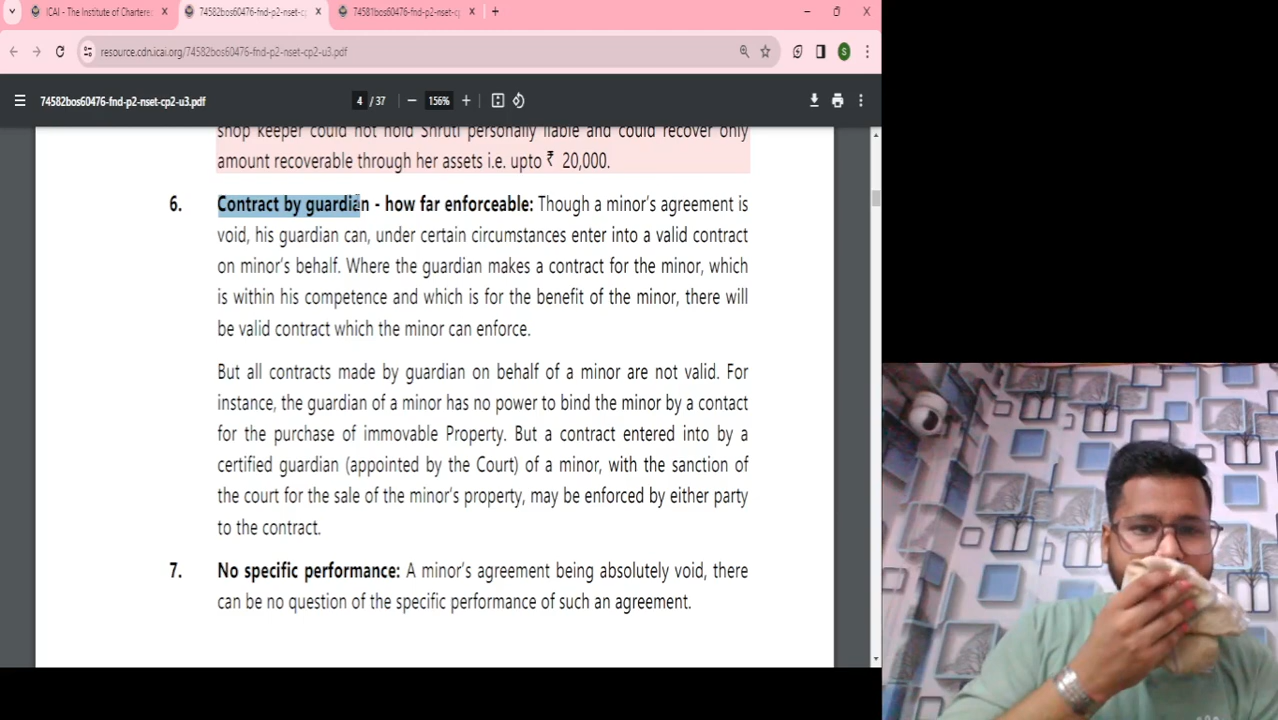 ICAI - The Institute of Chartere
74582bos60476-fnd-p2-nset-cp
74581bos60476-fnd-p2-nset-cp
resource.cdn.icai.org/74582bos60476-fnd-p2-nset-cp2-u3.pdf
S
74582bos60476-fnd-p2-nset-cp2-u3.pdf
4 / 37
156%
shop keeper could not hold Shruti personally liable and could recover only
amount recoverable through her assets i.e. upto ₹ 20,000.
6. Contract by guardian - how far enforceable: Though a minor's agreement is
void, his guardian can, under certain circumstances enter into a valid contract
on minor's behalf. Where the guardian makes a contract for the minor, which
is within his competence and which is for the benefit of the minor, there will
be valid contract which the minor can enforce.
But all contracts made by guardian on behalf of a minor are not valid. For
instance, the guardian of a minor has no power to bind the minor by a contact
for the purchase of immovable Property. But a contract entered into by a
certified guardian (appointed by the Court) of a minor, with the sanction of
the court for the sale of the minor's property, may be enforced by either party
to the contract.
7. No specific performance: A minor's agreement being absolutely void, there
can be no question of the specific performance of such an agreement.